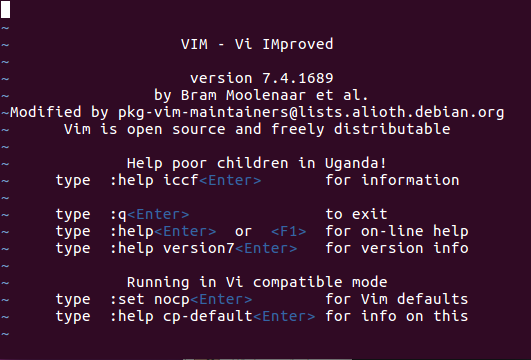 ~
~ VIM - Vi IMproved
~
~ version 7.4.1689
~ by Bram Moolenaar et al.
~Modified by pkg-vim-maintainers@lists.alioth.debian.org
~ Vim is open source and freely distributable
~
~ Help poor children in Uganda!
~ type :help iccf<Enter> for information
~
~ type :q<Enter> to exit
~ type :help<Enter> or <F1> for on-line help
~ type :help version7<Enter> for version info
~
~ Running in Vi compatible mode
~ type :set nocp<Enter> for Vim defaults
~ type :help cp-default<Enter> for info on this
~